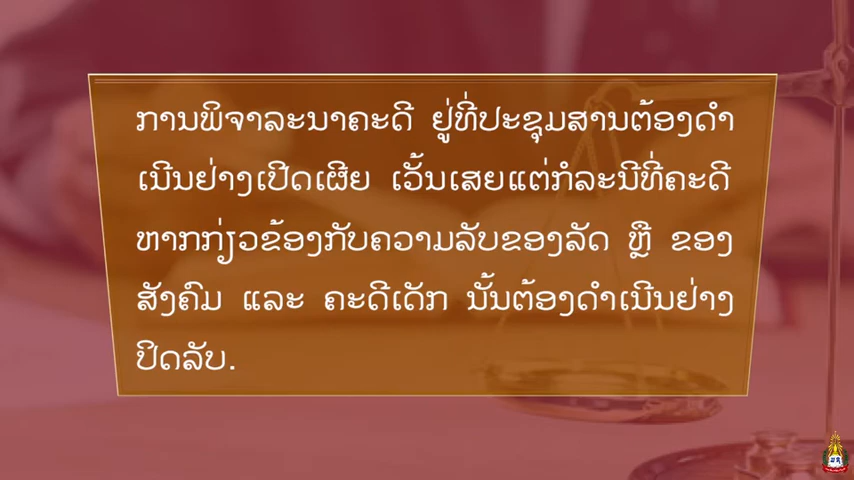 ການພິຈາລະນາຄະດີ ຢູ່ທີ່ປະຊຸມສານຕ້ອງດໍາ
ເນີນຢ່າງເປີດເຜີຍ ເວັ້ນເສຍແຕ່ກໍລະນີທີ່ຄະດີ
ຫາກກ່ຽວຂ້ອງກັບຄວາມລັບຂອງລັດ ຫຼື ຂອງ
ສັງຄົມ ແລະ ຄະດີເດັກ ນັ້ນຕ້ອງດໍາເນີນຢ່າງ
ປິດລັບ.